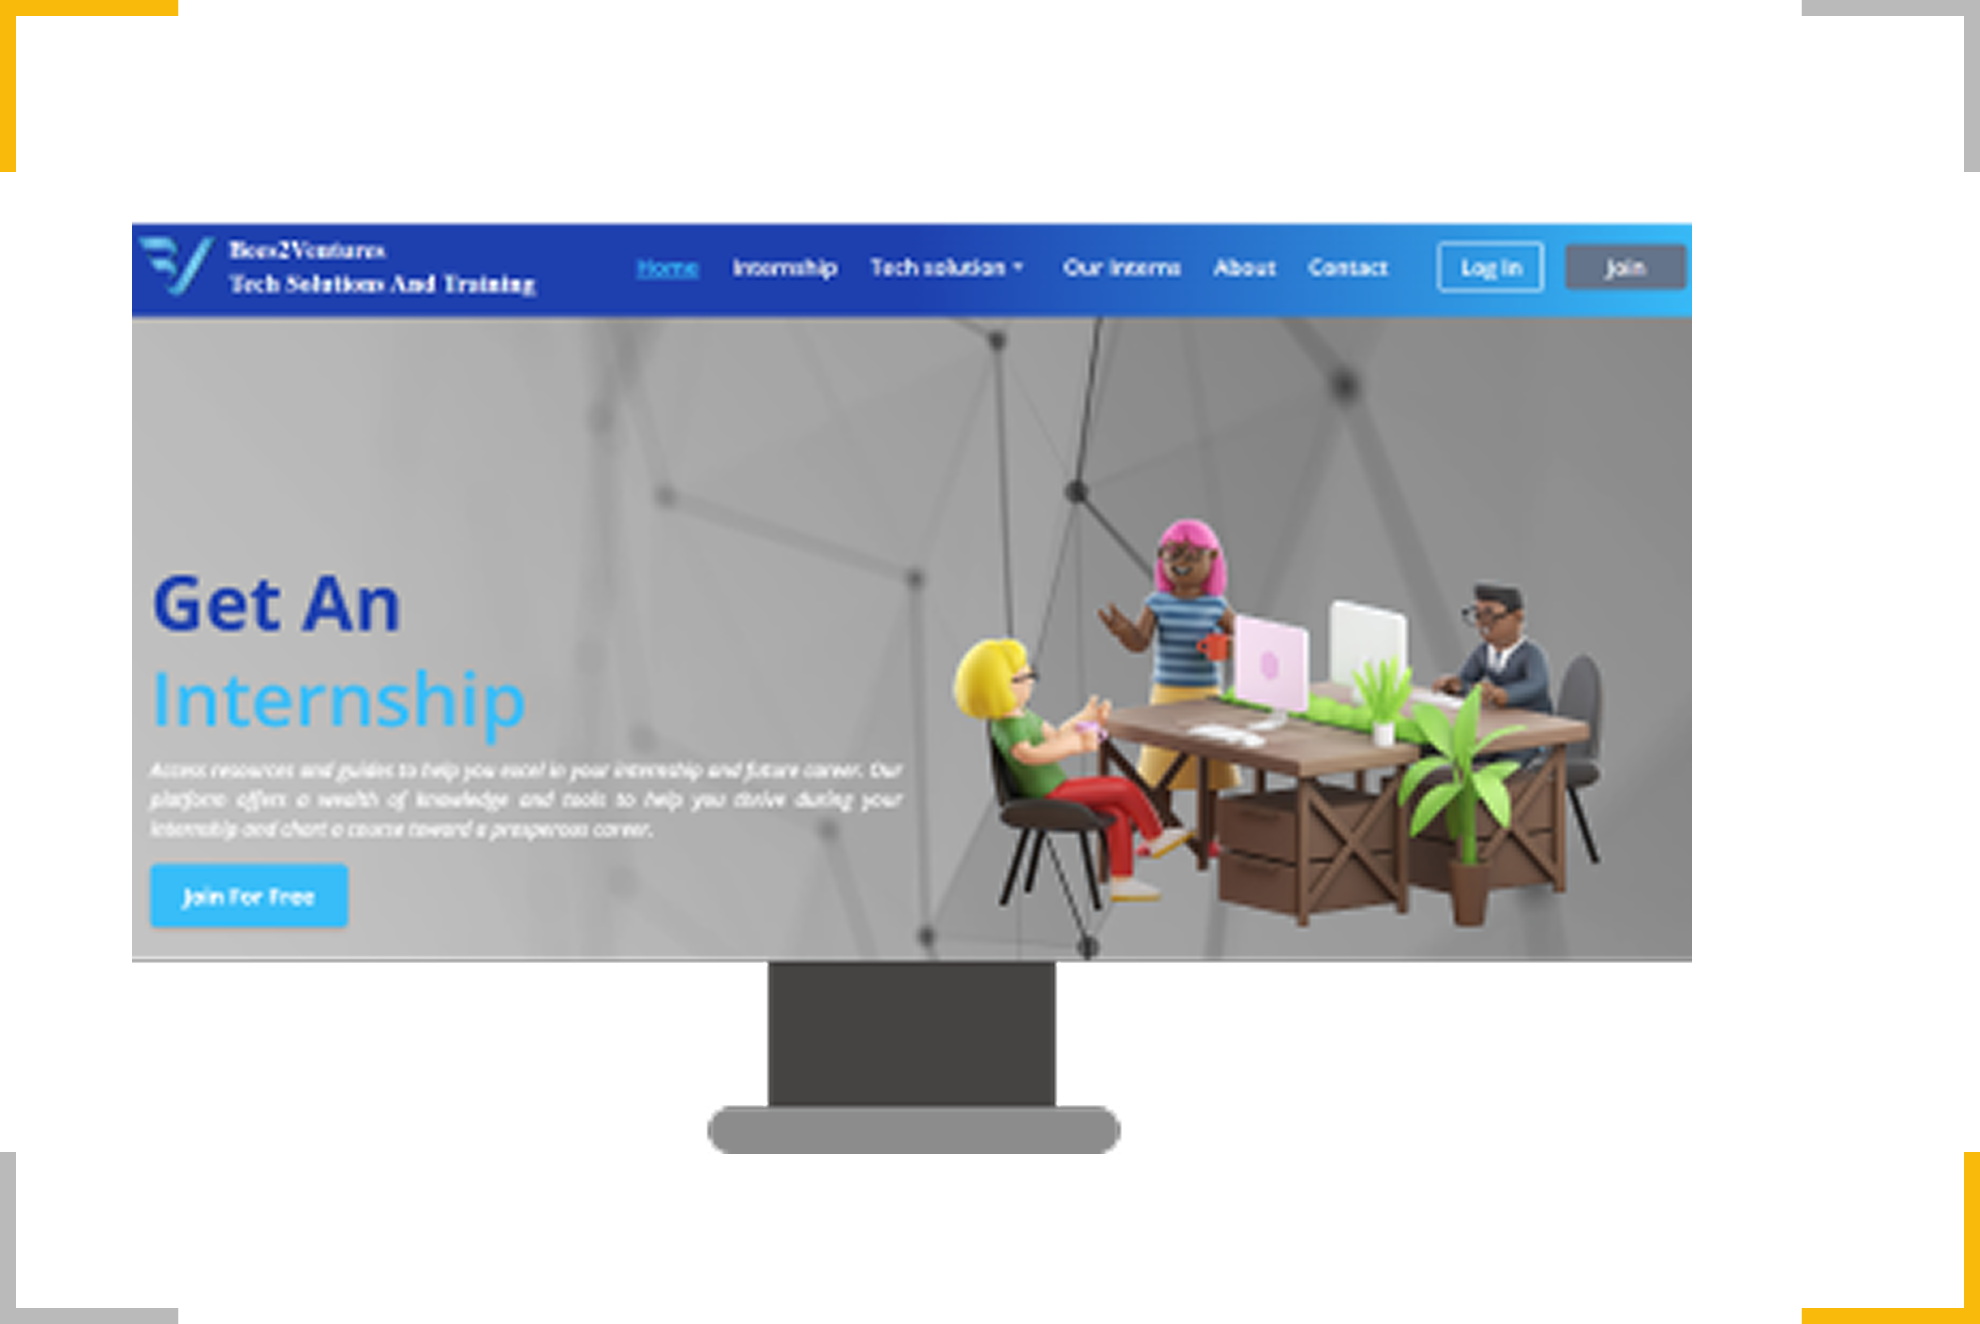 Bees2Ventures
Tech Solutions And Training
Home Internship Tech solution Our Interns About Contact Log In Join
Get An
Internship
Access resources and guides to help you excel in your internship and future career. Our
platform offers a wealth of knowledge and tools to help you thrive during your
internship and chart a course toward a prosperous career.
Join For Free